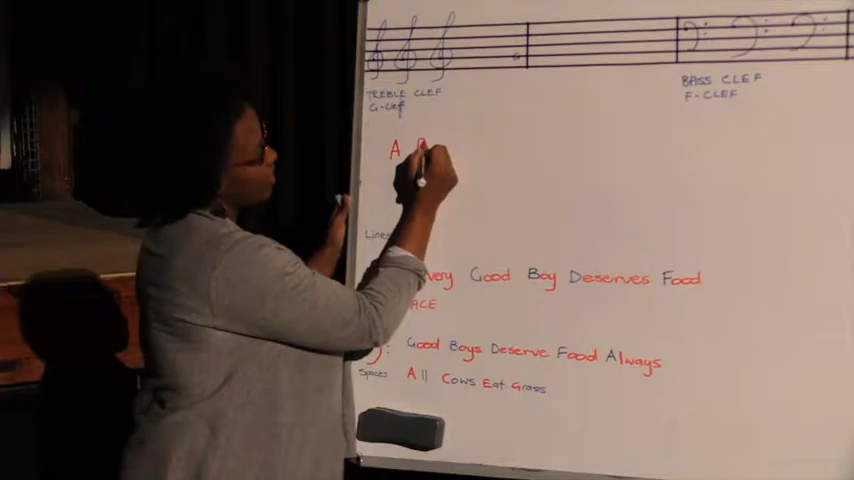 TREBLE CLEF
G-Clef
BASS CLEF
F-CLEF
A
Lines
very Good Boy Deserves Food
ACE
Good Boys Deserve Food Always
Spaces All Cows Eat Grass